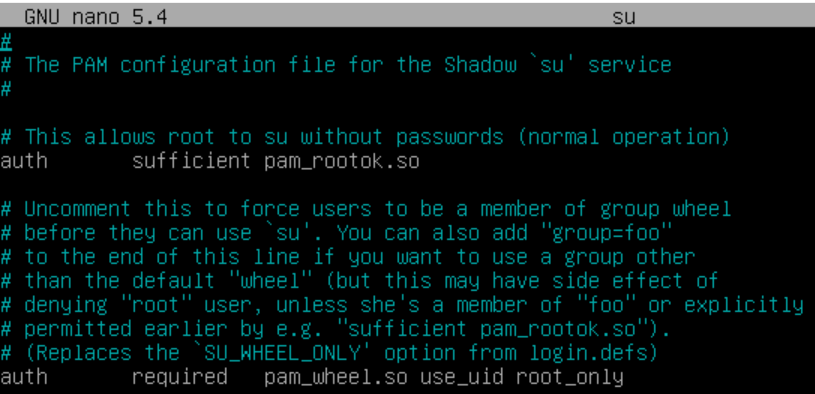 GNU nano 5.4 su
#
# The PAM configuration file for the Shadow `su' service
#
# This allows root to su without passwords (normal operation)
auth sufficient pam_rootok.so
# Uncomment this to force users to be a member of group wheel
# before they can use `su'. You can also add "group=foo"
# to the end of this line if you want to use a group other
# than the default "wheel" (but this may have side effect of
# denying "root" user, unless she's a member of "foo" or explicitly
# permitted earlier by e.g. "sufficient pam_rootok.so").
# (Replaces the `SU_WHEEL_ONLY' option from login.defs)
auth required pam_wheel.so use_uid root_only